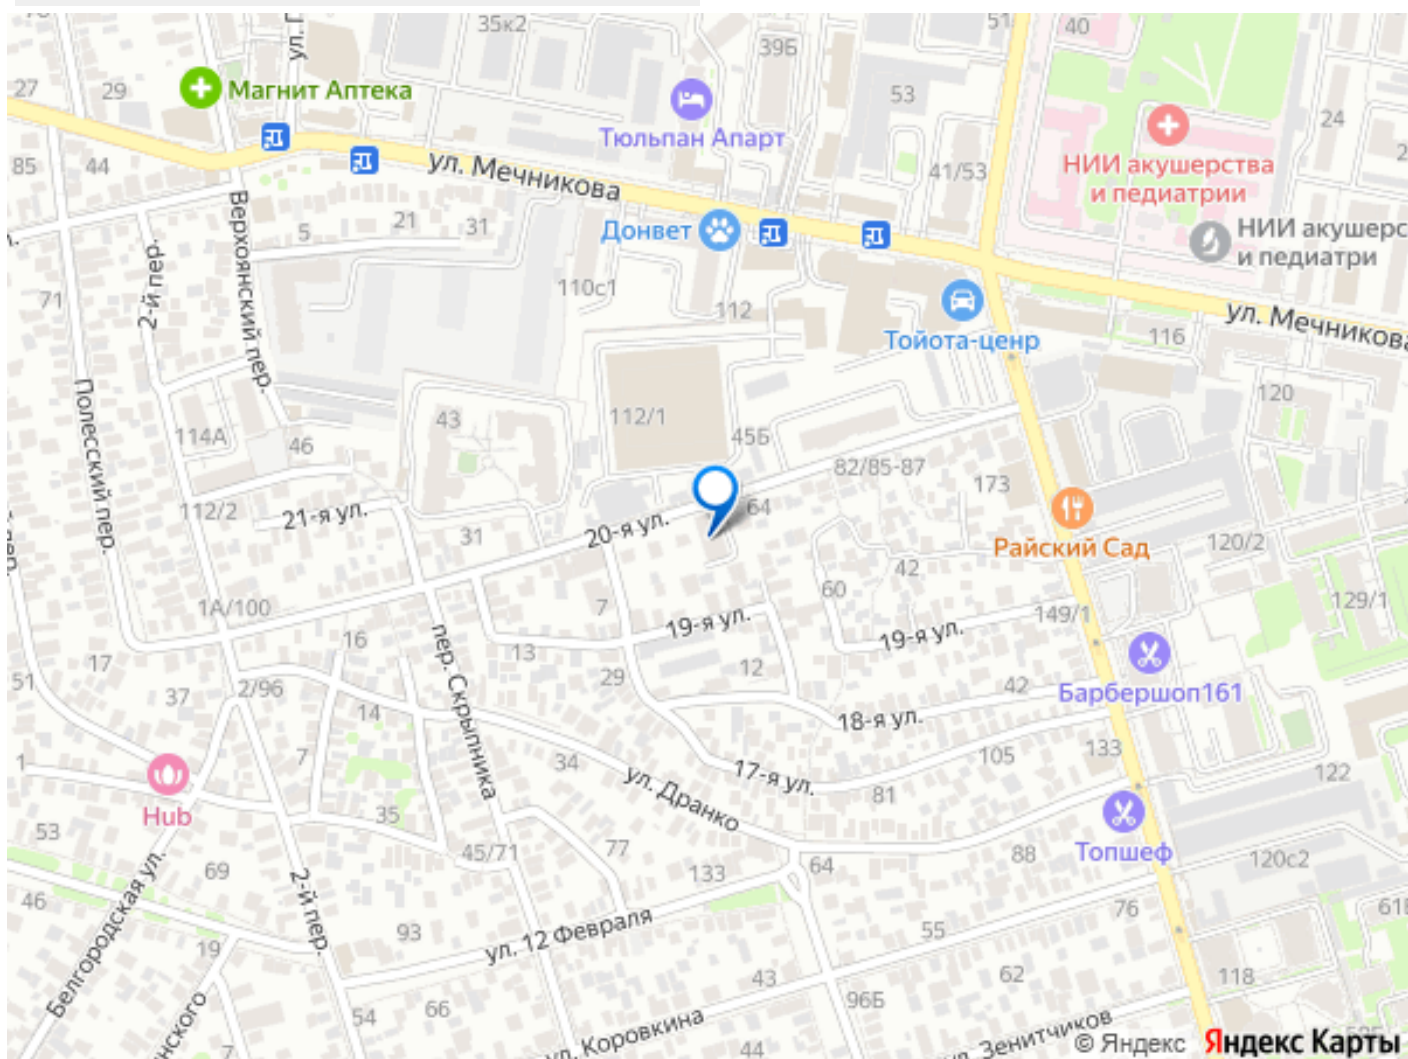 35к2
40
51
39Б
27
29
Магнит Аптека
53
24
Тюльпан Апарт
85
44
ул. Мечникова
41/53
НИИ акушерства
и педиатрии
Верхоянский пер.
5
21
31
Донвет
НИИ акушерс
и педиатри
2-й пер.
71
110с1
112
ул. Мечникова
Тойота-ценр
116
Полесский пер.
120
43
112/1
45Б
114А
46
82/85-87
173
112/2
21-я ул.
31
20-я ул.
64
Райский Сад
120/2
42
60
1А/100
7
19-я ул.
19-я ул.
149/1
129/1
16
пер. Скрыпника
13
12
17
29
51
37
2/96
42
Барбершоп161
14
18-я ул.
7
34
17-я ул.
105
133
1
ул. Дранко
81
122
Hub
35
53
45/71
77
Топшеф
88
120с2
69
133
64
Белгородская ул.
2-й пер.
46
76
61
93
ул. 12 Февраля
55
19
62
118
43
66
96Б
54
ул. Коровкина
44
ул. Зенитчиков
7
© Яндекс Яндекс Карты